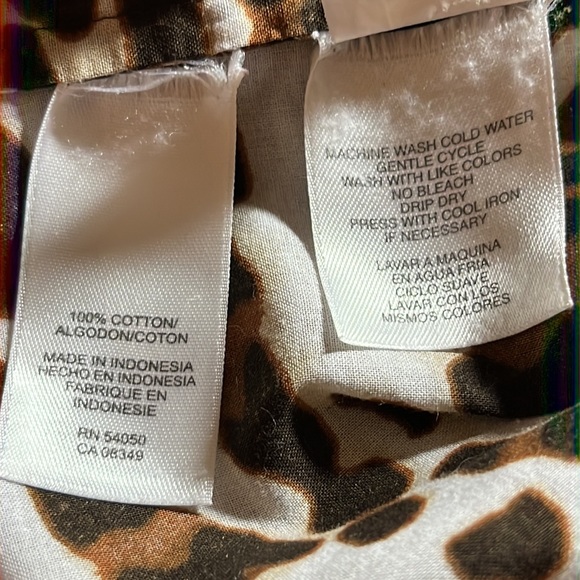 100% COTTON/
ALGODON/COTON
MADE IN INDONESIA
HECHO EN INDONESIA
FABRIQUE EN
INDONESIE
RN 54050
CA 08349
MACHINE WASH COLD WATER
GENTLE CYCLE
WASH WITH LIKE COLORS
NO BLEACH
DRIP DRY
PRESS WITH COOL IRON
IF NECESSARY
LAVAR A MAQUINA
EN AGUA FRIA
CICLO SUAVE
LAVAR CON LOS
MISMOS COLORES